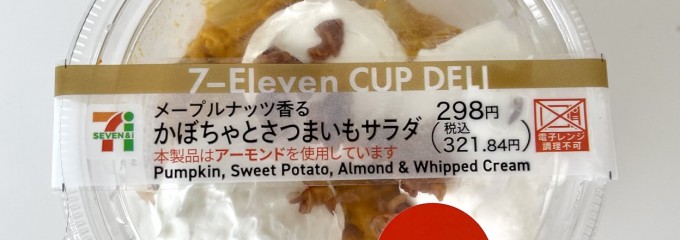 7-Eleven CUP DELI
7
SEVEN&i
メープルナッツ香る
かぼちゃとさつまいもサラダ
298円
(税込
321.84円)
電子レンジ
調理不可
本製品はアーモンドを使用しています
Pumpkin, Sweet Potato, Almond & Whipped Cream